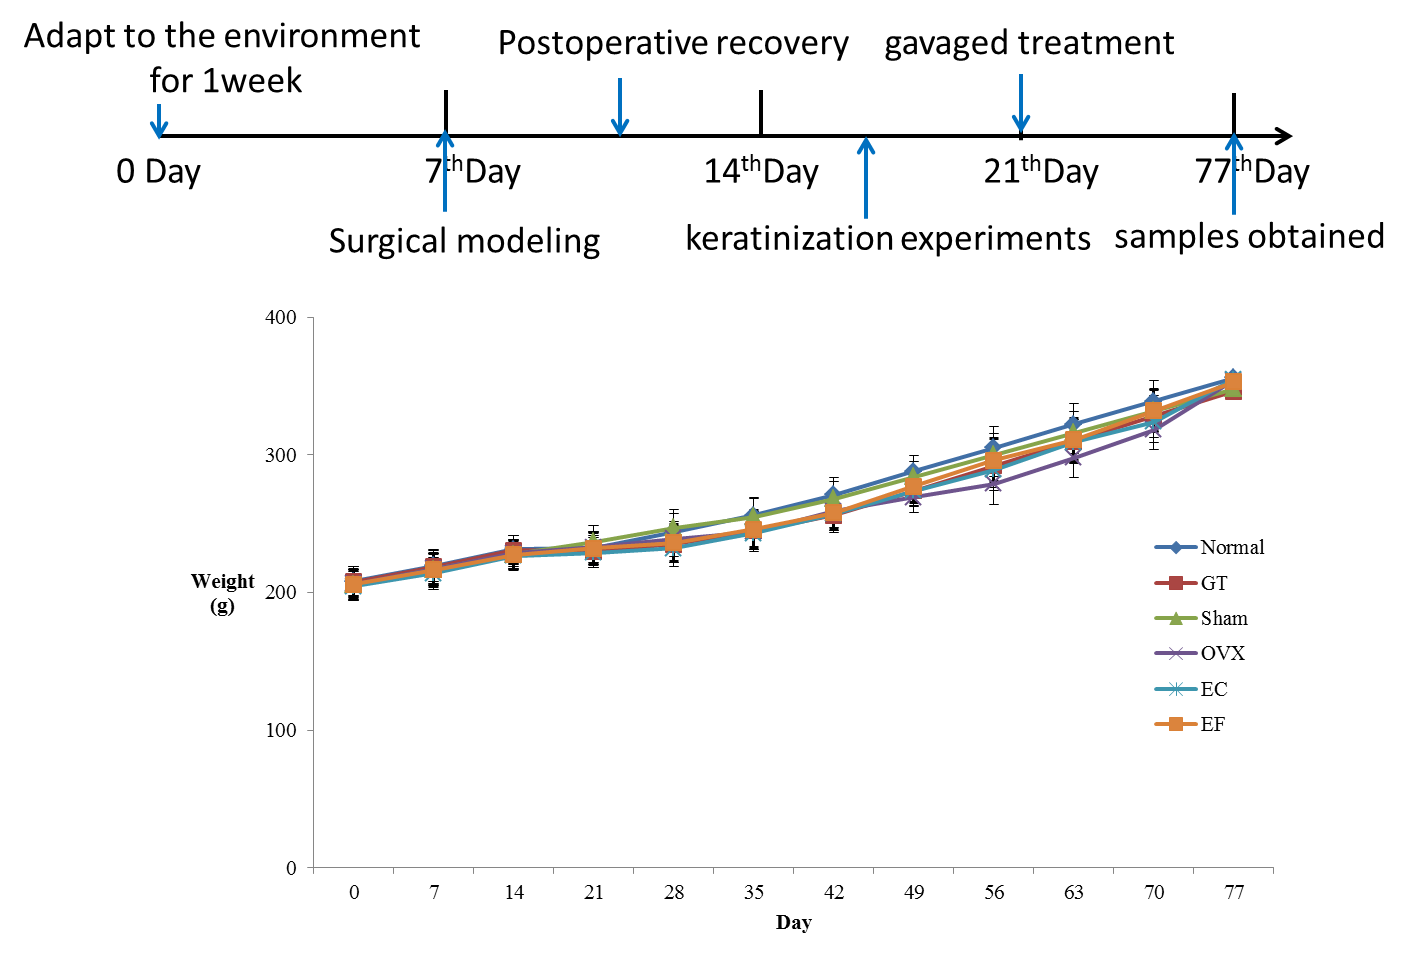 Adapt to the environment
for 1week
Postoperative recovery
gavaged treatment
0 Day
7thDay
14thDay
21thDay
77thDay
Surgical modeling
keratinization experiments
samples obtained
400
300
200
100
0
Weight
(g)
Normal
GT
Sham
OVX
EC
EF
0 7 14 21 28 35 42 49 56 63 70 77
Day